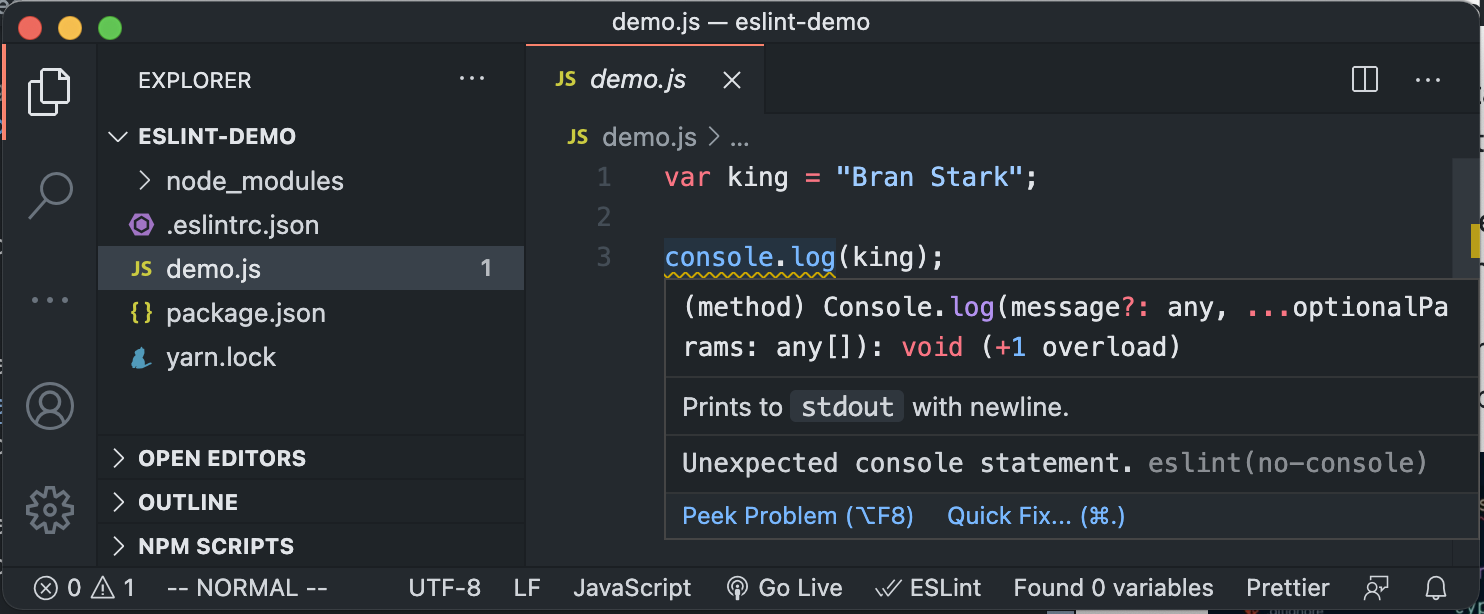 demo.js — eslint-demo
EXPLORER ...
ESLINT-DEMO
node_modules
.eslintrc.json
JS demo.js 1
{} package.json
yarn.lock
OPEN EDITORS
OUTLINE
NPM SCRIPTS
JS demo.js
JS demo.js > ...
1 var king = "Bran Stark";
2
3 console.log(king);
(method) Console.log(message?: any, ...optionalPa
rams: any[]): void (+1 overload)
Prints to stdout with newline.
Unexpected console statement. eslint(no-console)
Peek Problem (⌥F8) Quick Fix... (⌘.)
0 1 -- NORMAL -- UTF-8 LF JavaScript Go Live ESLint Found 0 variables Prettier